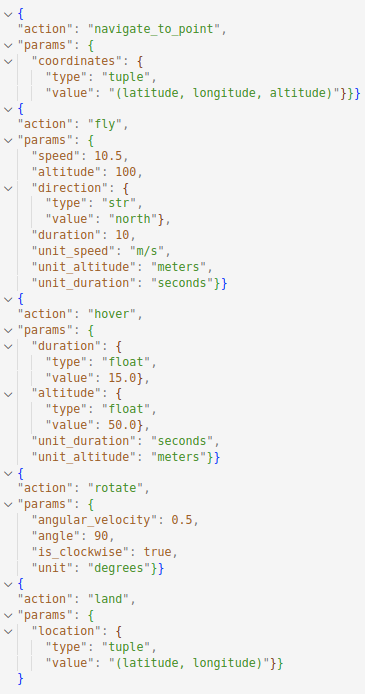 {
"action": "navigate_to_point",
"params": {
"coordinates": {
"type": "tuple",
"value": "(latitude, longitude, altitude)"}}}
{
"action": "fly",
"params": {
"speed": 10.5,
"altitude": 100,
"direction": {
"type": "str",
"value": "north"},
"duration": 10,
"unit_speed": "m/s",
"unit_altitude": "meters",
"unit_duration": "seconds"}}
{
"action": "hover",
"params": {
"duration": {
"type": "float",
"value": 15.0},
"altitude": {
"type": "float",
"value": 50.0},
"unit_duration": "seconds",
"unit_altitude": "meters"}}
{
"action": "rotate",
"params": {
"angular_velocity": 0.5,
"angle": 90,
"is_clockwise": true,
"unit": "degrees"}}
{
"action": "land",
"params": {
"location": {
"type": "tuple",
"value": "(latitude, longitude)"}}
}